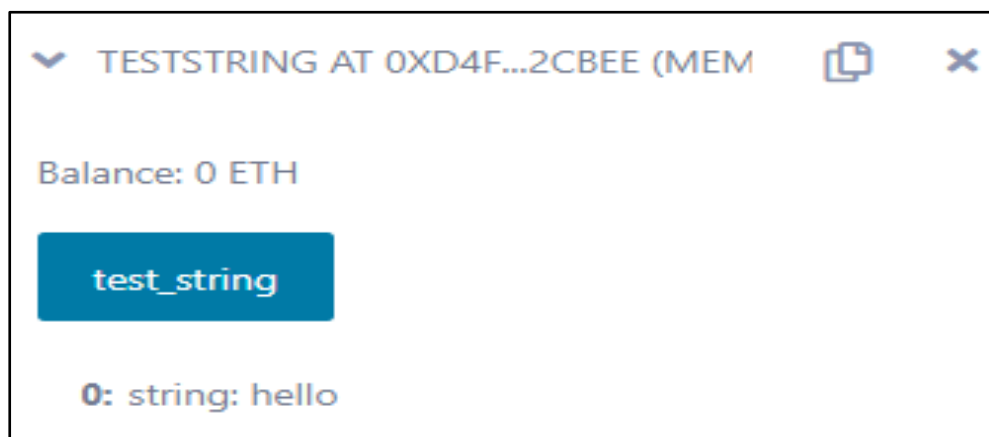 TESTSTRING AT 0XD4F...2CBEE (MEM
Balance: 0 ETH
test_string
0: string: hello